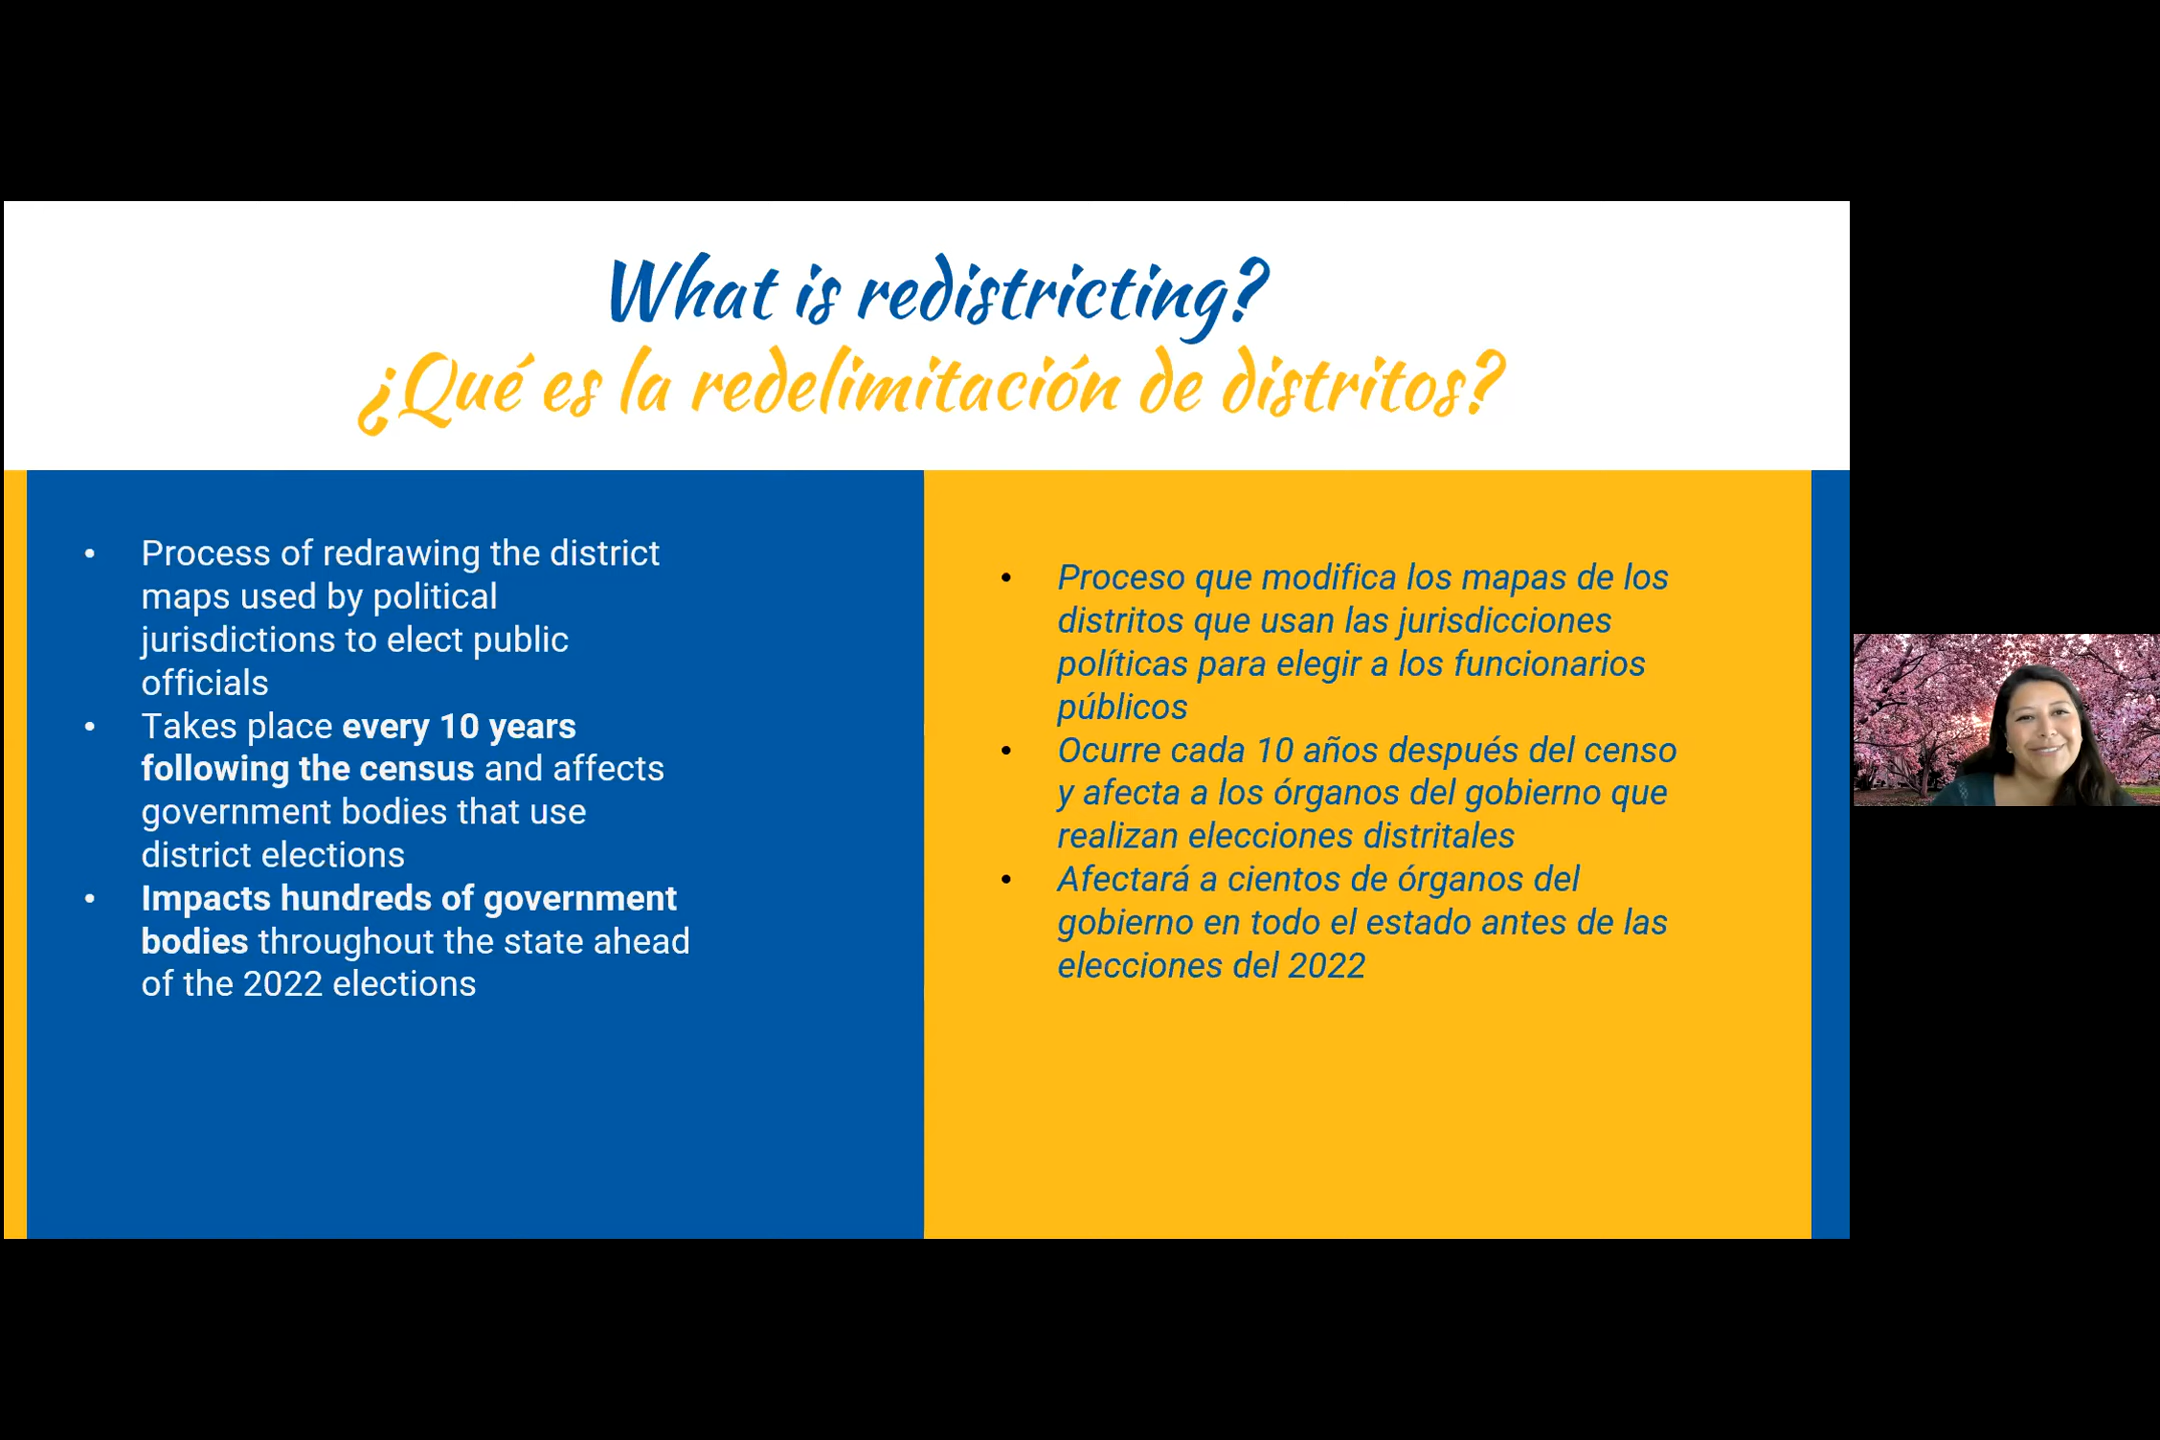 What is redistricting?
¿Qué es la redelimitación de distritos?
• Process of redrawing the district
maps used by political
jurisdictions to elect public
officials
• Takes place every 10 years
following the census and affects
government bodies that use
district elections
• Impacts hundreds of government
bodies throughout the state ahead
of the 2022 elections
• Proceso que modifica los mapas de los
distritos que usan las jurisdicciones
políticas para elegir a los funcionarios
públicos
• Ocurre cada 10 años después del censo
y afecta a los órganos del gobierno que
realizan elecciones distritales
• Afectará a cientos de órganos del
gobierno en todo el estado antes de las
elecciones del 2022